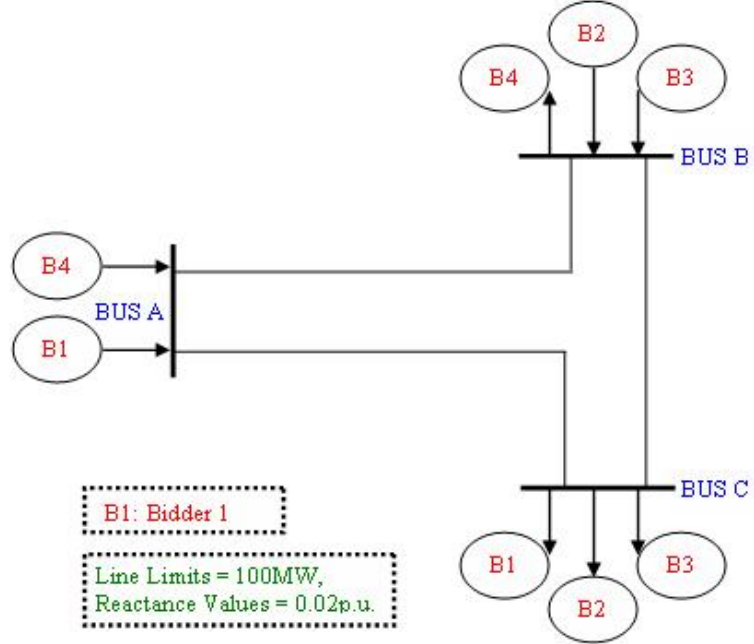 B2
B4
B3
BUS B
B4
BUS A
B1
BUS C
B1: Bidder 1
B1
B3
B2
Line Limits = 100MW,
Reactance Values = 0.02p.u.